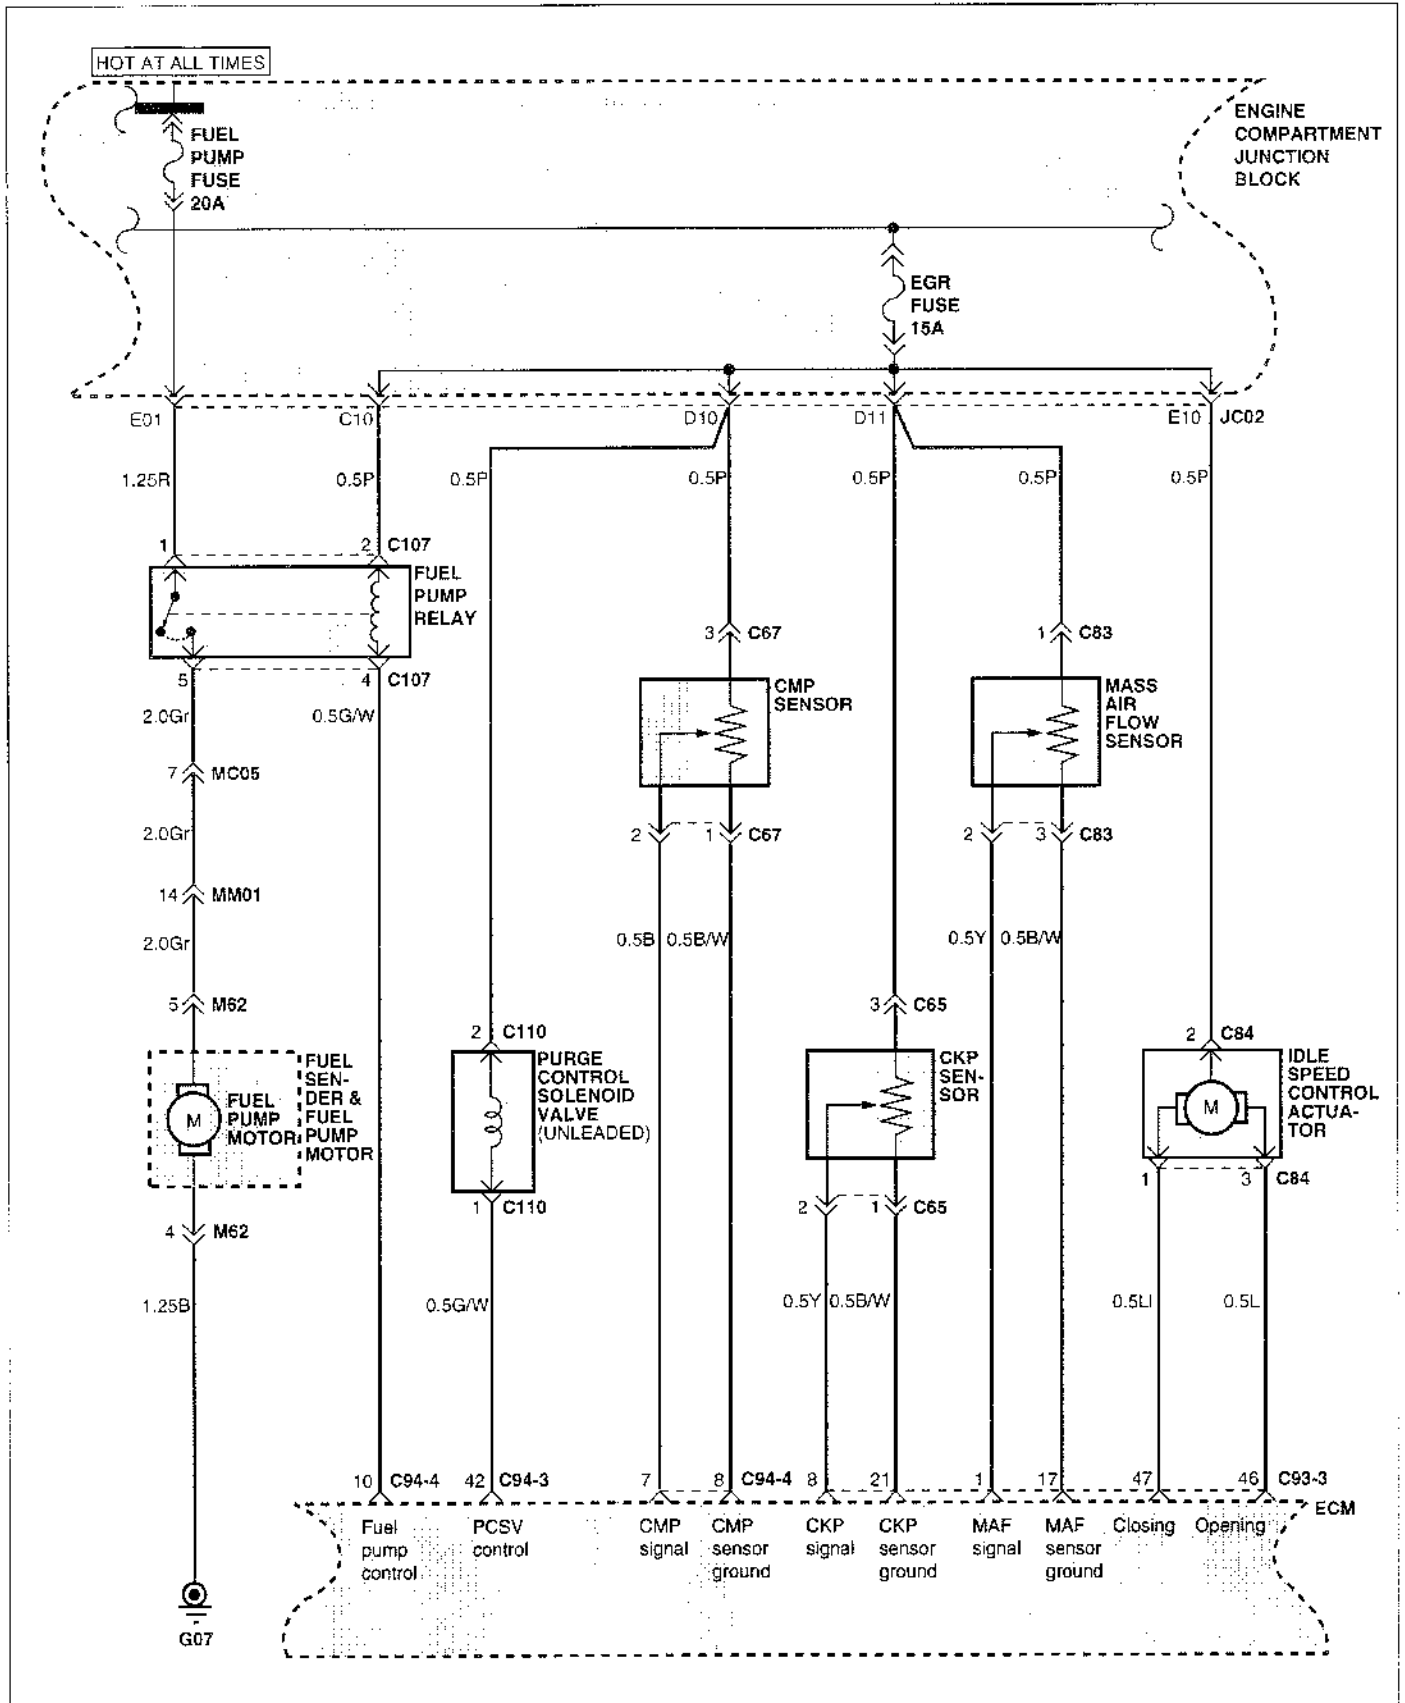 HOT AT ALL TIMES
FUEL
PUMP
FUSE
20A
ENGINE
COMPARTMENT
JUNCTION
BLOCK
EGR
FUSE
15A
E01
C10
D10
D11
E10
JC02
1.25R
0.5P
0.5P
0.5P
0.5P
0.5P
0.5P
1
2
C107
FUEL
PUMP
RELAY
5
4
C107
2.0Gr
0.5G/W
3
C67
1
C83
CMP
SENSOR
MASS
AIR
FLOW
SENSOR
7
MC05
2.0Gr
2
1
C67
2
3
C83
14
MM01
2.0Gr
0.5B
0.5B/W
0.5Y
0.5B/W
5
M62
3
C65
2
C110
2
C84
FUEL
PUMP
MOTOR
M
FUEL
SEN-
DER &
FUEL
PUMP
MOTOR
PURGE
CONTROL
SOLENOID
VALVE
(UNLEADED)
CKP
SEN-
SOR
M
IDLE
SPEED
CONTROL
ACTUA-
TOR
1
C110
2
1
C65
1
3
C84
4
M62
1.25B
0.5G/W
0.5Y
0.5B/W
0.5Ll
0.5L
10
C94-4
42
C94-3
7
8
C94-4
8
21
1
17
47
46
C93-3
ECM
Fuel
pump
control
PCSV
control
CMP
signal
CMP
sensor
ground
CKP
signal
CKP
sensor
ground
MAF
signal
MAF
sensor
ground
Closing
Opening
G07